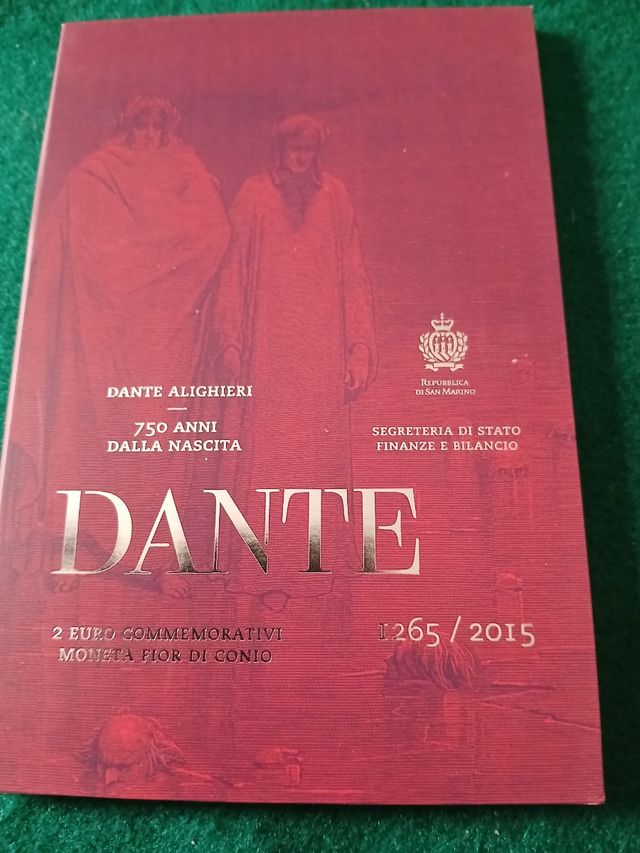 DANTE ALIGHIERI
750 ANNI
DALLA NASCITA
REPUBBLICA
DI SAN MARINO
SEGRETERIA DI STATO
FINANZE E BILANCIO
DANTE
2 EURO COMMEMORATIVI
MONETA FIOR DI CONIO
1265 / 2015